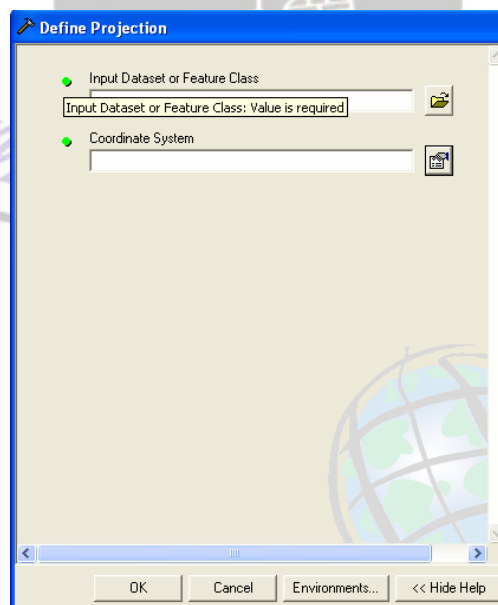 Define Projection
Input Dataset or Feature Class
Input Dataset or Feature Class: Value is required
Coordinate System
OK Cancel Environments... << Hide Help